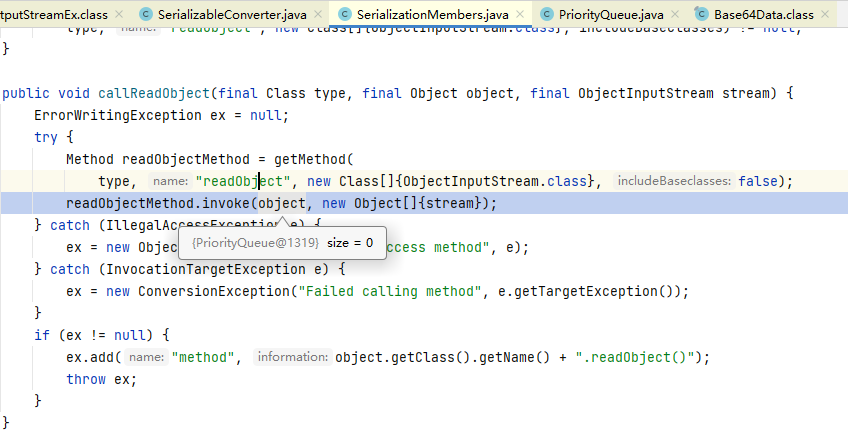 tputStreamEx.class × SerializableConverter.java × SerializationMembers.java × PriorityQueue.java × Base64Data.class ×
type, name: "readObject", new Class[]{ObjectInputStream.class}, includeBaseClasses) != null;
}
public void callReadObject(final Class type, final Object object, final ObjectInputStream stream) {
ErrorWritingException ex = null;
try {
Method readObjectMethod = getMethod(
type, name: "readObject", new Class[]{ObjectInputStream.class}, includeBaseclasses: false);
readObjectMethod.invoke(object, new Object[]{stream});
} catch (IllegalAccessException e) {
ex = new Objec
ccess method", e);
{PriorityQueue@1319} size = 0
} catch (InvocationTargetException e) {
ex = new ConversionException("Failed calling method", e.getTargetException());
}
if (ex != null) {
ex.add( name: "method", information: object.getClass().getName() + ".readObject()");
throw ex;
}
}